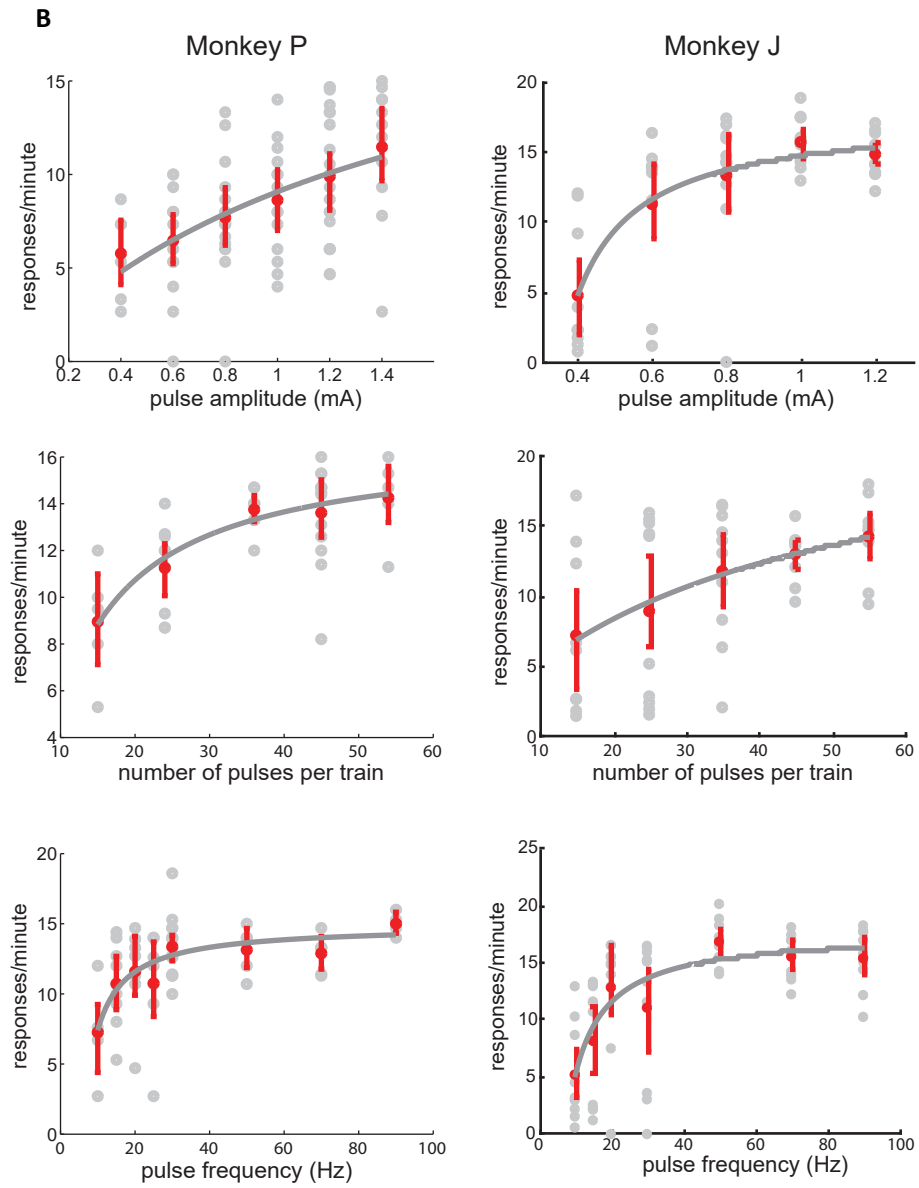 B
Monkey P
Monkey J
15
10
5
0
responses/minute
0.2 0.4 0.6 0.8 1 1.2 1.4
pulse amplitude (mA)
20
15
10
5
0
responses/minute
0.4 0.6 0.8 1 1.2
pulse amplitude (mA)
16
14
12
10
8
6
4
responses/minute
10 20 30 40 50 60
number of pulses per train
20
15
10
5
0
responses/minute
10 20 30 40 50 60
number of pulses per train
20
15
10
5
0
responses/minute
0 20 40 60 80 100
pulse frequency (Hz)
25
20
15
10
5
0
responses/minute
0 20 40 60 80 100
pulse frequency (Hz)